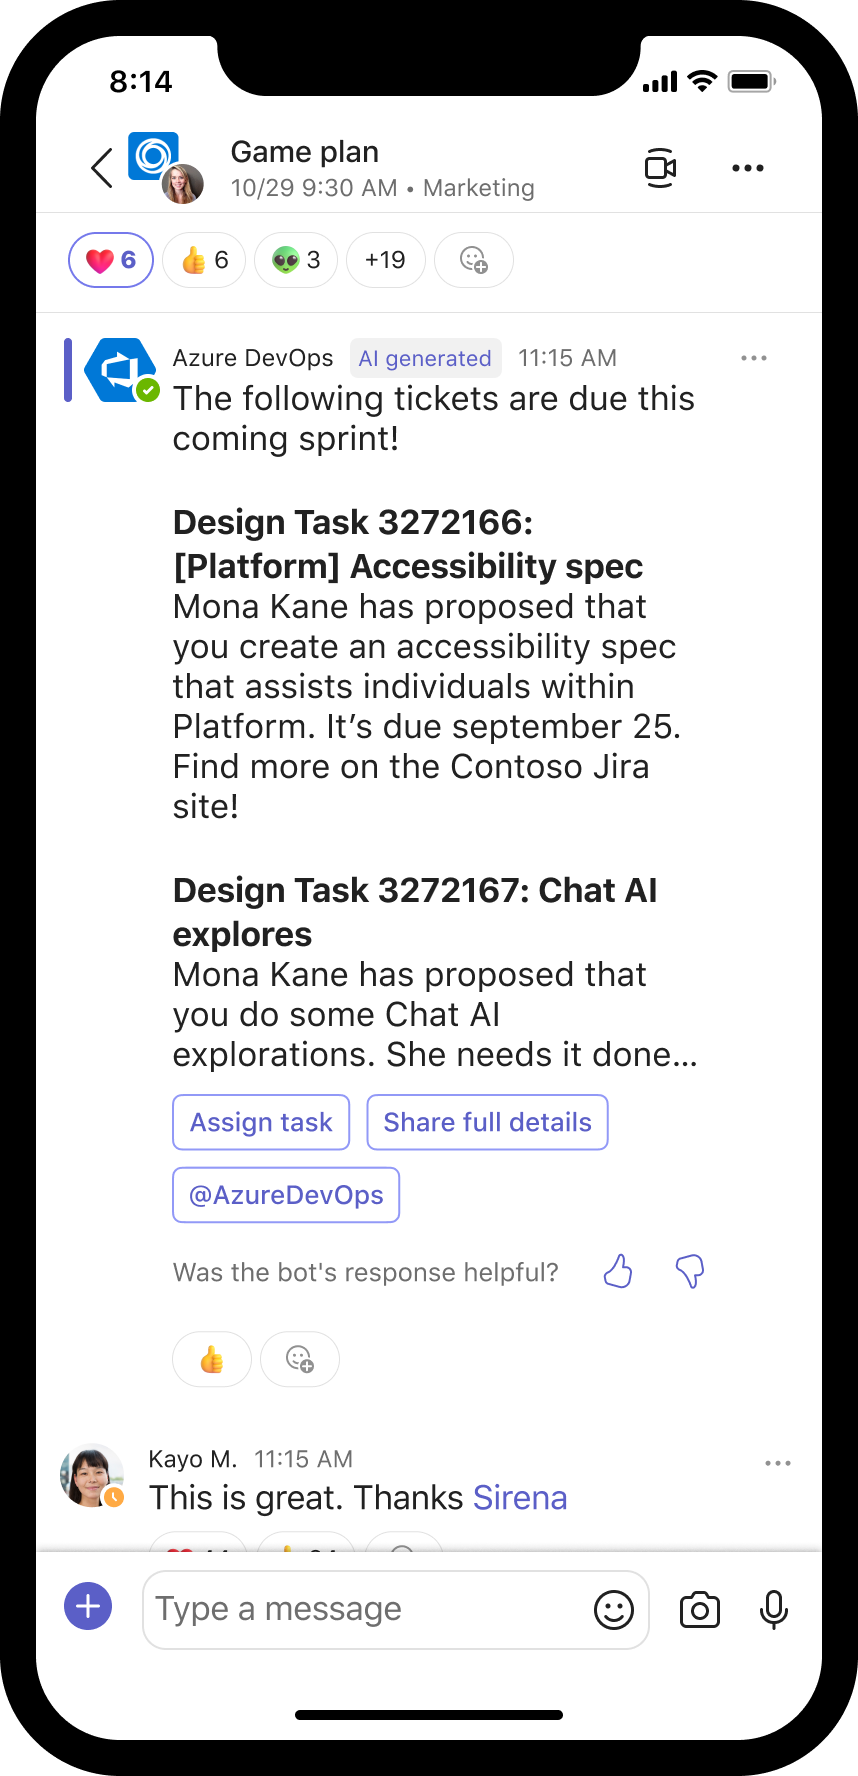 8:14
Game plan
10/29 9:30 AM • Marketing
6
6
3
+19
Azure DevOps AI generated 11:15 AM
The following tickets are due this
coming sprint!
Design Task 3272166:
[Platform] Accessibility spec
Mona Kane has proposed that
you create an accessibility spec
that assists individuals within
Platform. It’s due september 25.
Find more on the Contoso Jira
site!
Design Task 3272167: Chat AI
explores
Mona Kane has proposed that
you do some Chat AI
explorations. She needs it done...
Assign task
Share full details
@AzureDevOps
Was the bot's response helpful?
Kayo M. 11:15 AM
This is great. Thanks Sirena
Type a message